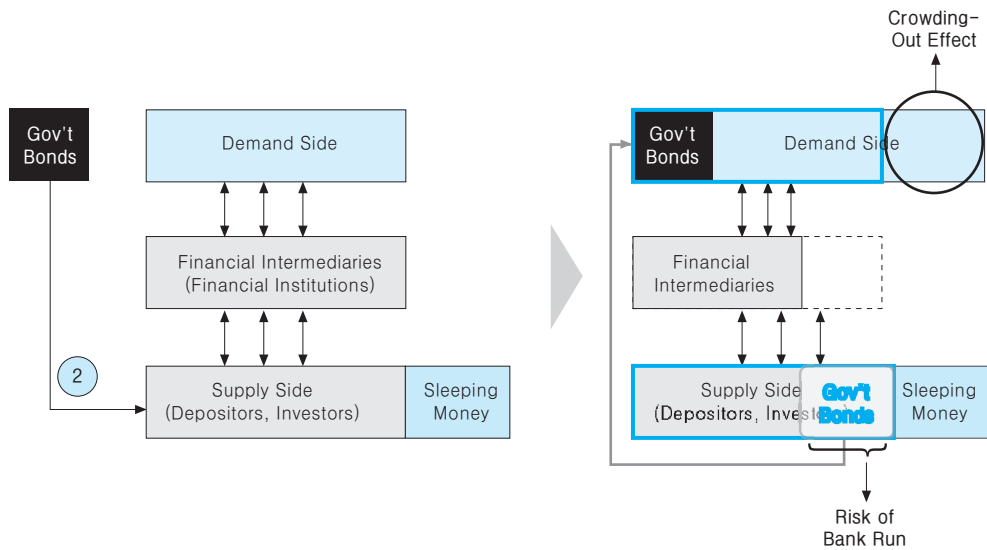 Crowding-
Out Effect
Gov't
Bonds
Demand Side
Gov't
Bonds
Demand Side
Financial Intermediaries
(Financial Institutions)
Financial
Intermediaries
2
Supply Side
(Depositors, Investors)
Sleeping
Money
Supply Side
(Depositors, Investors)
Gov't
Bonds
Sleeping
Money
Risk of
Bank Run